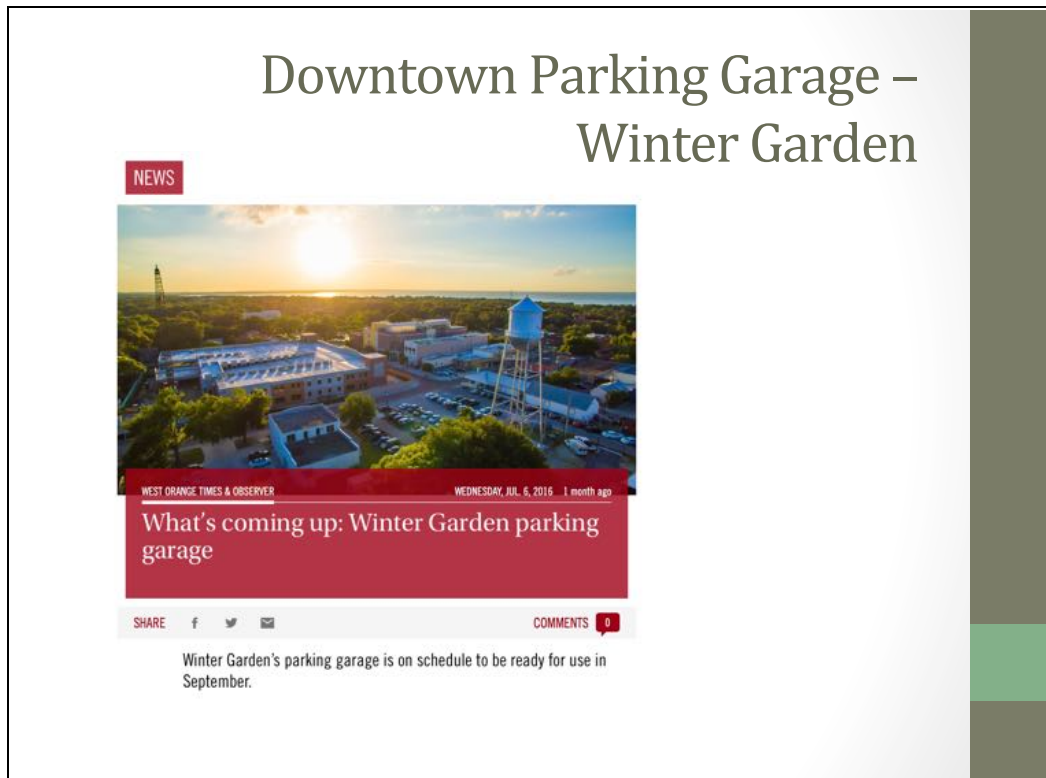 Downtown Parking Garage –
Winter Garden
NEWS
WEST ORANGE TIMES & OBSERVER WEDNESDAY, JUL. 6, 2016 1 month ago
What's coming up: Winter Garden parking
garage
SHARE COMMENTS 0
Winter Garden's parking garage is on schedule to be ready for use in
September.